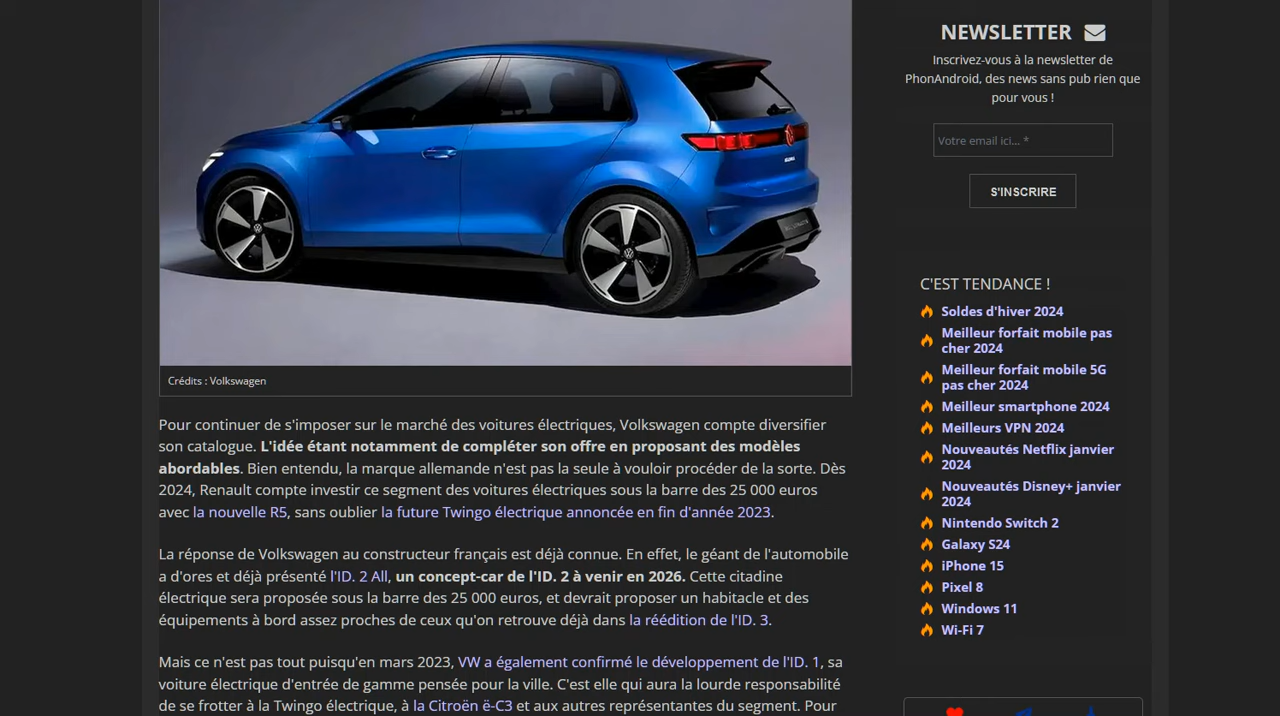 Crédits : Volkswagen
Pour continuer de s'imposer sur le marché des voitures électriques, Volkswagen compte diversifier
son catalogue. L'idée étant notamment de compléter son offre en proposant des modèles
abordables. Bien entendu, la marque allemande n'est pas la seule à vouloir procéder de la sorte. Dès
2024, Renault compte investir ce segment des voitures électriques sous la barre des 25 000 euros
avec la nouvelle R5, sans oublier la future Twingo électrique annoncée en fin d'année 2023.
La réponse de Volkswagen au constructeur français est déjà connue. En effet, le géant de l'automobile
a d'ores et déjà présenté l'ID. 2 All, un concept-car de l'ID. 2 à venir en 2026. Cette citadine
électrique sera proposée sous la barre des 25 000 euros, et devrait proposer un habitacle et des
équipements à bord assez proches de ceux qu'on retrouve déjà dans la réédition de l'ID. 3.
Mais ce n'est pas tout puisqu'en mars 2023, VW a également confirmé le développement de l'ID. 1, sa
voiture électrique d'entrée de gamme pensée pour la ville. C'est elle qui aura la lourde responsabilité
de se frotter à la Twingo électrique, à la Citroën ë-C3 et aux autres représentantes du segment. Pour
NEWSLETTER
Inscrivez-vous à la newsletter de
PhonAndroid, des news sans pub rien que
pour vous !
Votre email ici... *
S'INSCRIRE
C'EST TENDANCE !
Soldes d'hiver 2024
Meilleur forfait mobile pas
cher 2024
Meilleur forfait mobile 5G
pas cher 2024
Meilleur smartphone 2024
Meilleurs VPN 2024
Nouveautés Netflix janvier
2024
Nouveautés Disney+ janvier
2024
Nintendo Switch 2
Galaxy S24
iPhone 15
Pixel 8
Windows 11
Wi-Fi 7